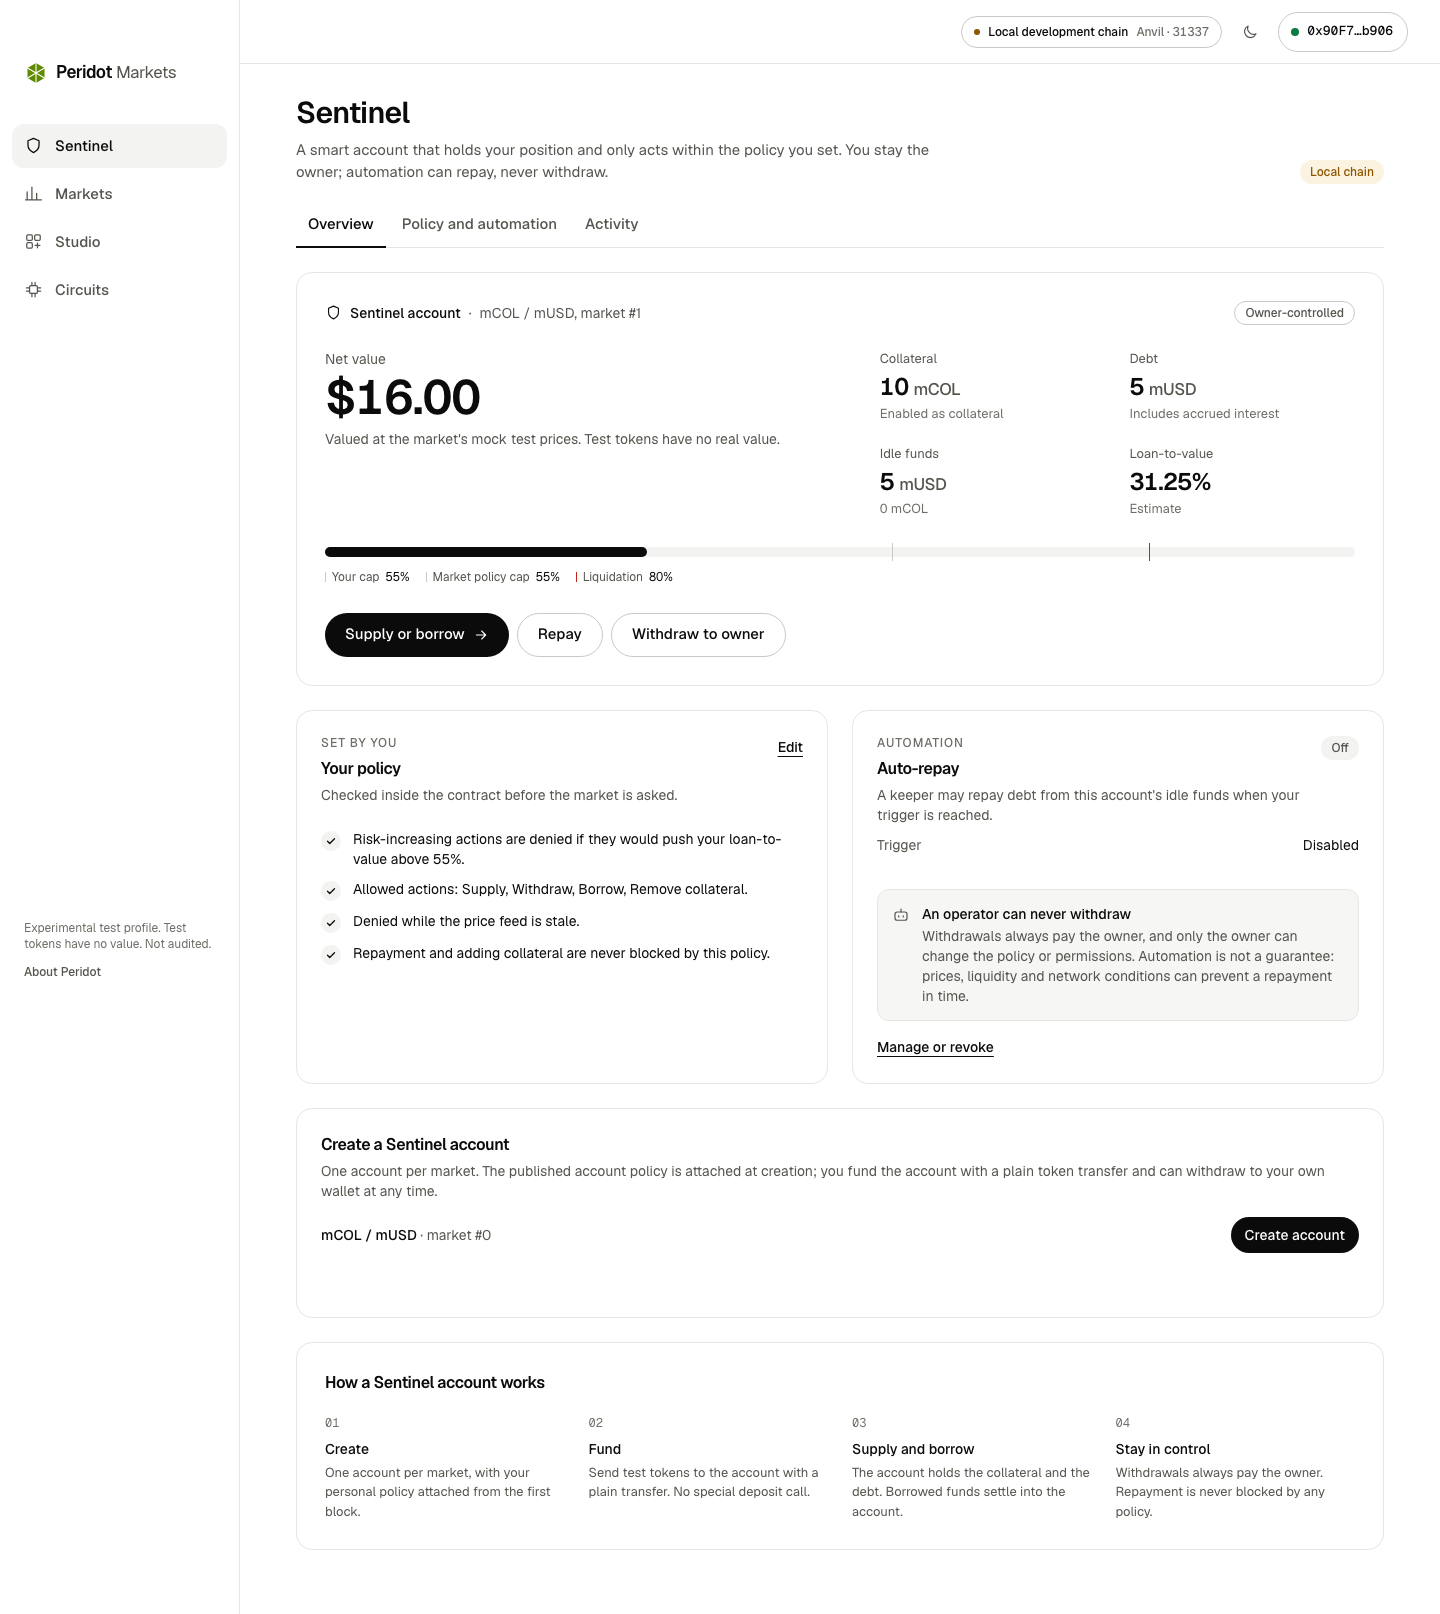 Local development chain Anvil · 31337
0x90F7…b906
Peridot Markets
Sentinel
Markets
Studio
Circuits
Experimental test profile. Test
tokens have no value. Not audited.
About Peridot
Sentinel
A smart account that holds your position and only acts within the policy you set. You stay the
owner; automation can repay, never withdraw.
Local chain
Overview
Policy and automation
Activity
Sentinel account · mCOL / mUSD, market #1
Owner-controlled
Net value
$16.00
Valued at the market's mock test prices. Test tokens have no real value.
Collateral
10 mCOL
Enabled as collateral
Debt
5 mUSD
Includes accrued interest
Idle funds
5 mUSD
0 mCOL
Loan-to-value
31.25%
Estimate
Your cap 55%
Market policy cap 55%
Liquidation 80%
Supply or borrow →
Repay
Withdraw to owner
SET BY YOU
Edit
Your policy
Checked inside the contract before the market is asked.
Risk-increasing actions are denied if they would push your loan-to-
value above 55%.
Allowed actions: Supply, Withdraw, Borrow, Remove collateral.
Denied while the price feed is stale.
Repayment and adding collateral are never blocked by this policy.
AUTOMATION
Off
Auto-repay
A keeper may repay debt from this account's idle funds when your
trigger is reached.
Trigger
Disabled
An operator can never withdraw
Withdrawals always pay the owner, and only the owner can
change the policy or permissions. Automation is not a guarantee:
prices, liquidity and network conditions can prevent a repayment
in time.
Manage or revoke
Create a Sentinel account
One account per market. The published account policy is attached at creation; you fund the account with a plain token transfer and can withdraw to your own
wallet at any time.
mCOL / mUSD · market #0
Create account
How a Sentinel account works
01
Create
One account per market, with your
personal policy attached from the first
block.
02
Fund
Send test tokens to the account with a
plain transfer. No special deposit call.
03
Supply and borrow
The account holds the collateral and the
debt. Borrowed funds settle into the
account.
04
Stay in control
Withdrawals always pay the owner.
Repayment is never blocked by any
policy.